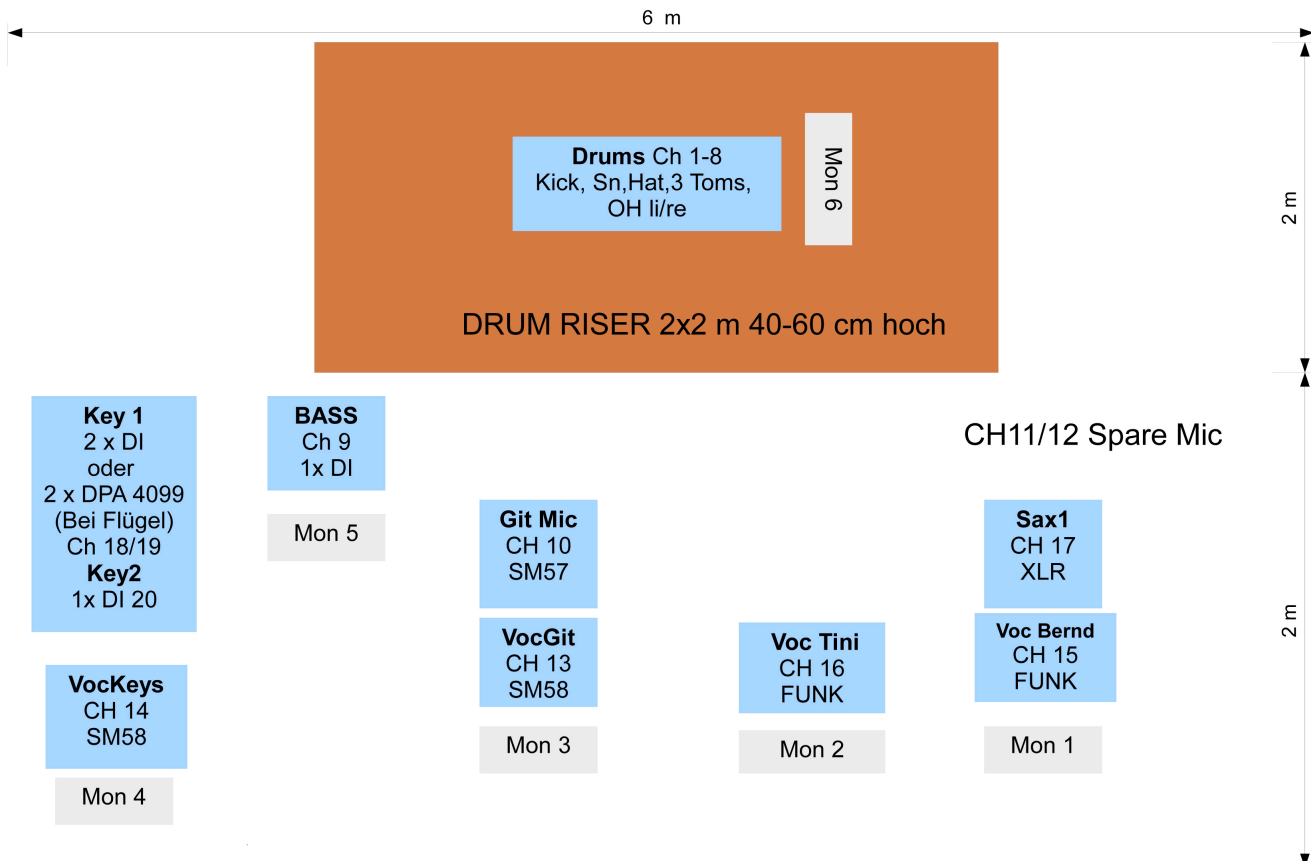 6 m
Drums Ch 1-8
Kick, Sn,Hat,3 Toms,
OH li/re
Mon 6
2 m
DRUM RISER 2x2 m 40-60 cm hoch
Key 1
2 x DI
oder
2 x DPA 4099
(Bei Flügel)
Ch 18/19
Key2
1x DI 20
BASS
Ch 9
1x DI
Mon 5
CH11/12 Spare Mic
Git Mic
CH 10
SM57
Sax1
CH 17
XLR
2 m
VocKeys
CH 14
SM58
Mon 4
VocGit
CH 13
SM58
Mon 3
Voc Tini
CH 16
FUNK
Mon 2
Voc Bernd
CH 15
FUNK
Mon 1